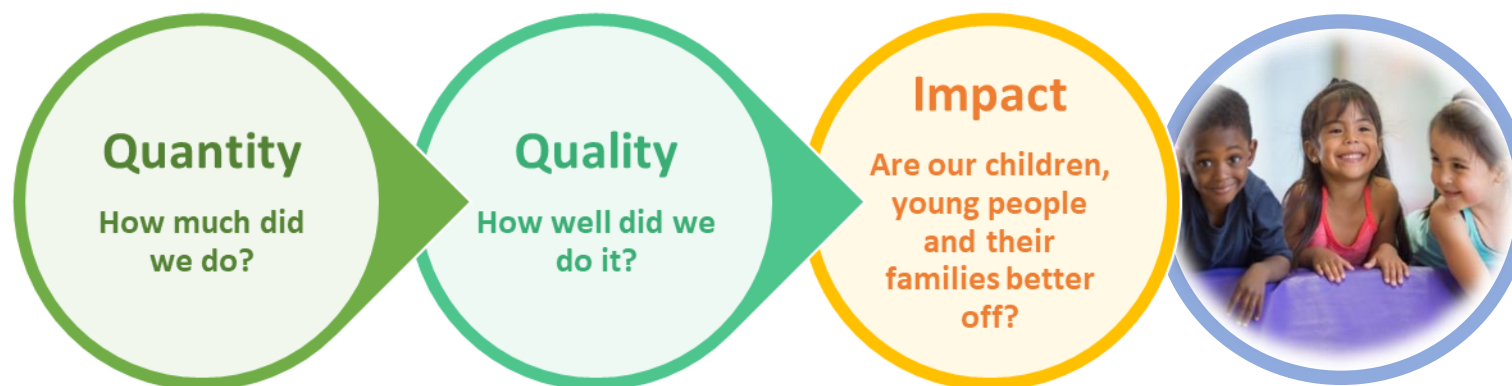 Quantity
How much did
we do?
Quality
How well did we
do it?
Impact
Are our children,
young people
and their
families better
off?